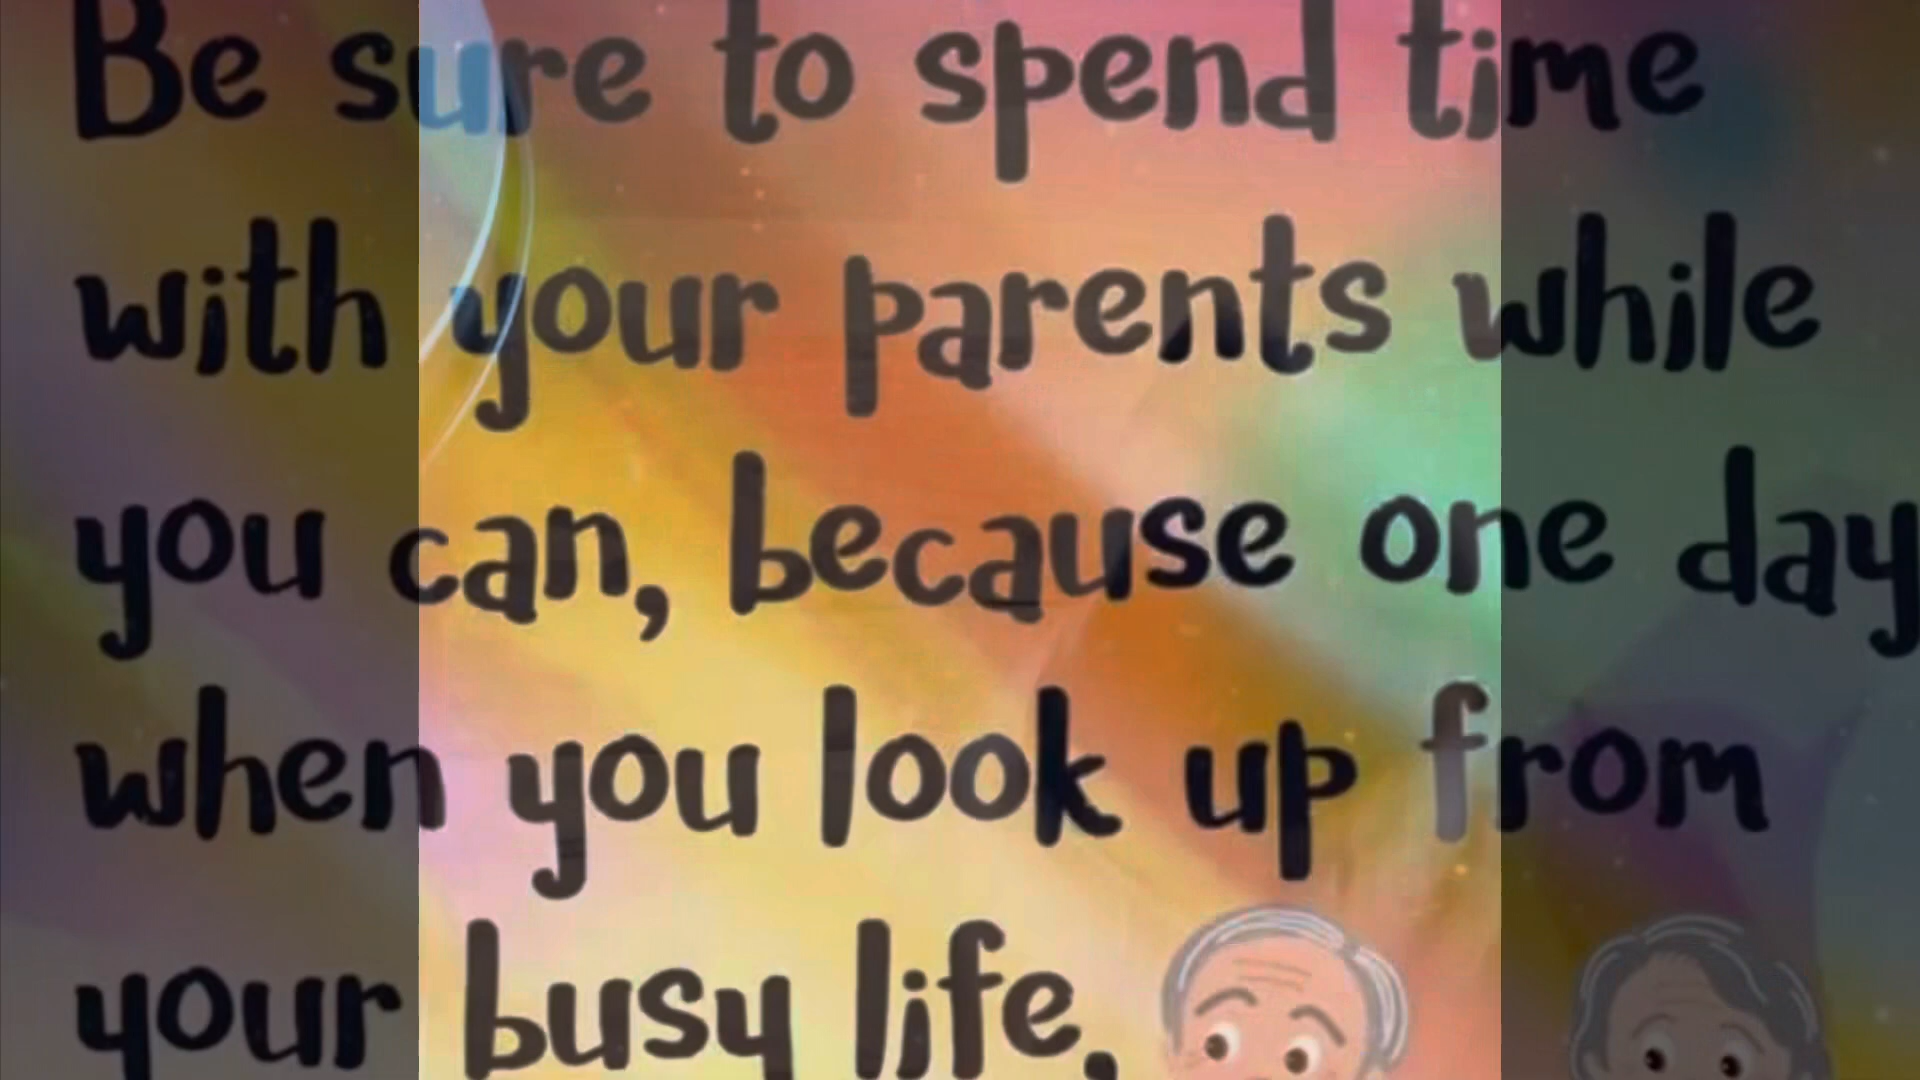 Be sure to spend time
with your parents while
you can, because one day
when you look up from
your busy life,